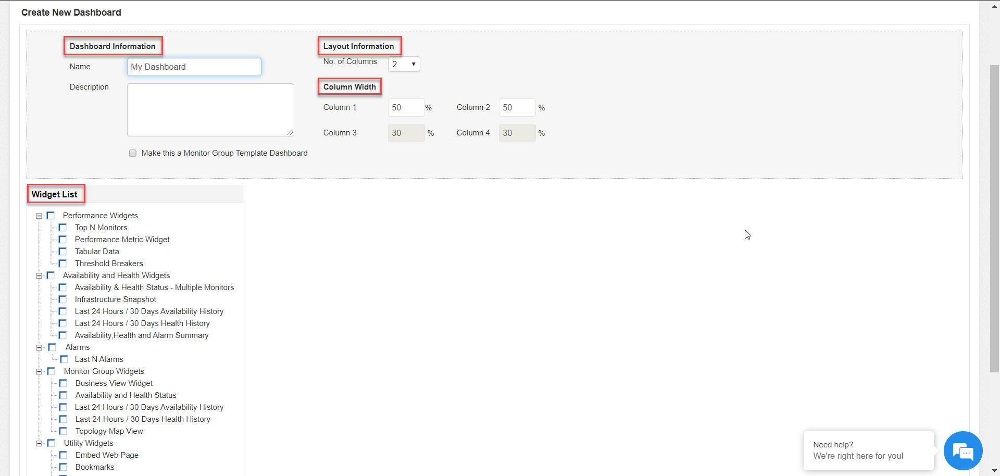 Create New Dashboard
Dashboard Information
Name
My Dashboard
Description
Make this a Monitor Group Template Dashboard
Layout Information
No. of Columns
2
Column Width
Column 1
50
%
Column 2
50
%
Column 3
30
%
Column 4
30
%
Widget List
Performance Widgets
Top N Monitors
Performance Metric Widget
Tabular Data
Threshold Breakers
Availability and Health Widgets
Availability & Health Status - Multiple Monitors
Infrastructure Snapshot
Last 24 Hours / 30 Days Availability History
Last 24 Hours / 30 Days Health History
Availability,Health and Alarm Summary
Alarms
Last N Alarms
Monitor Group Widgets
Business View Widget
Availability and Health Status
Last 24 Hours / 30 Days Availability History
Last 24 Hours / 30 Days Health History
Topology Map View
Utility Widgets
Embed Web Page
Bookmarks
Need help?
We're right here for you!